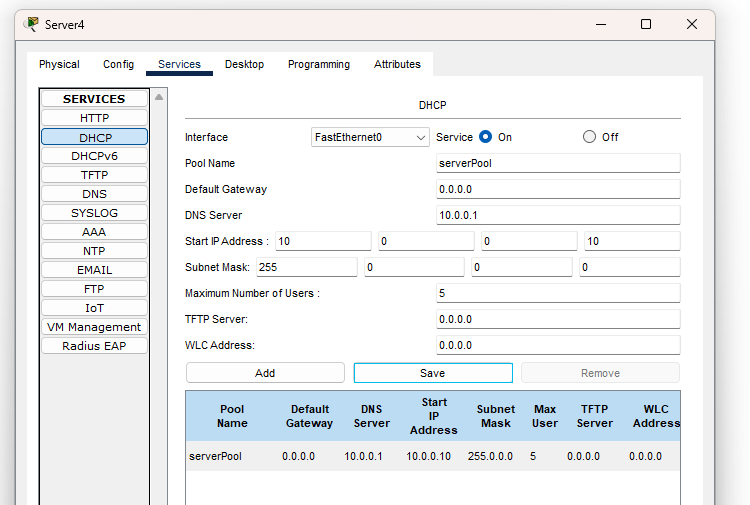 Server4
Physical Config Services Desktop Programming Attributes
SERVICES
HTTP
DHCP
DHCPv6
TFTP
DNS
SYSLOG
AAA
NTP
EMAIL
FTP
IoT
VM Management
Radius EAP
DHCP
Interface FastEthernet0 Service On Off
Pool Name serverPool
Default Gateway 0.0.0.0
DNS Server 10.0.0.1
Start IP Address : 10 0 0 10
Subnet Mask: 255 0 0 0
Maximum Number of Users : 5
TFTP Server: 0.0.0.0
WLC Address: 0.0.0.0
Add Save Remove
Pool Name Default Gateway DNS Server Start IP Address Subnet Mask Max User TFTP Server WLC Address
serverPool 0.0.0.0 10.0.0.1 10.0.0.10 255.0.0.0 5 0.0.0.0 0.0.0.0